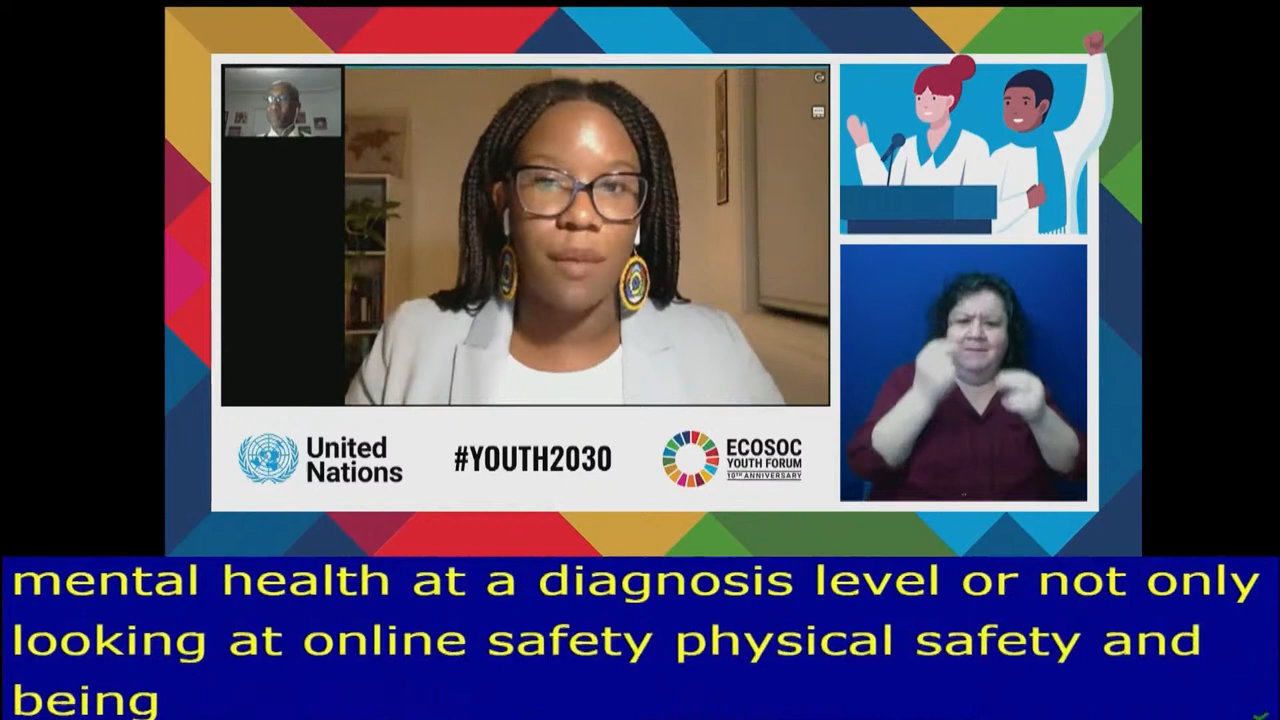 United
Nations
#YOUTH2030
ECOSOC
YOUTH FORUM
10TH ANNIVERSARY
mental health at a diagnosis level or not only
looking at online safety physical safety and
being